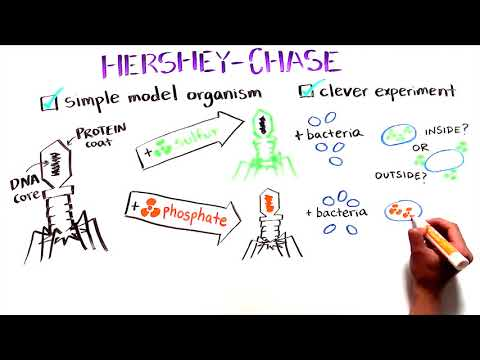 HERSHEY-CHASE
simple model organism
clever experiment
PROTEIN
coat
DNA
core
+ sulfur
+ bacteria
INSIDE?
OR
OUTSIDE?
+ phosphate
+ bacteria